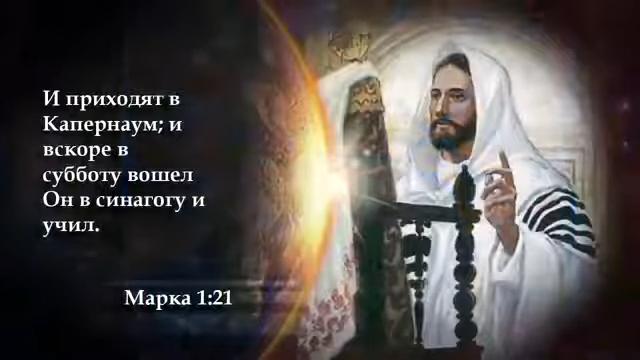 И приходят в
Капернаум; и
вскоре в
субботу вошел
Он в синагогу и
учил.
Марка 1:21